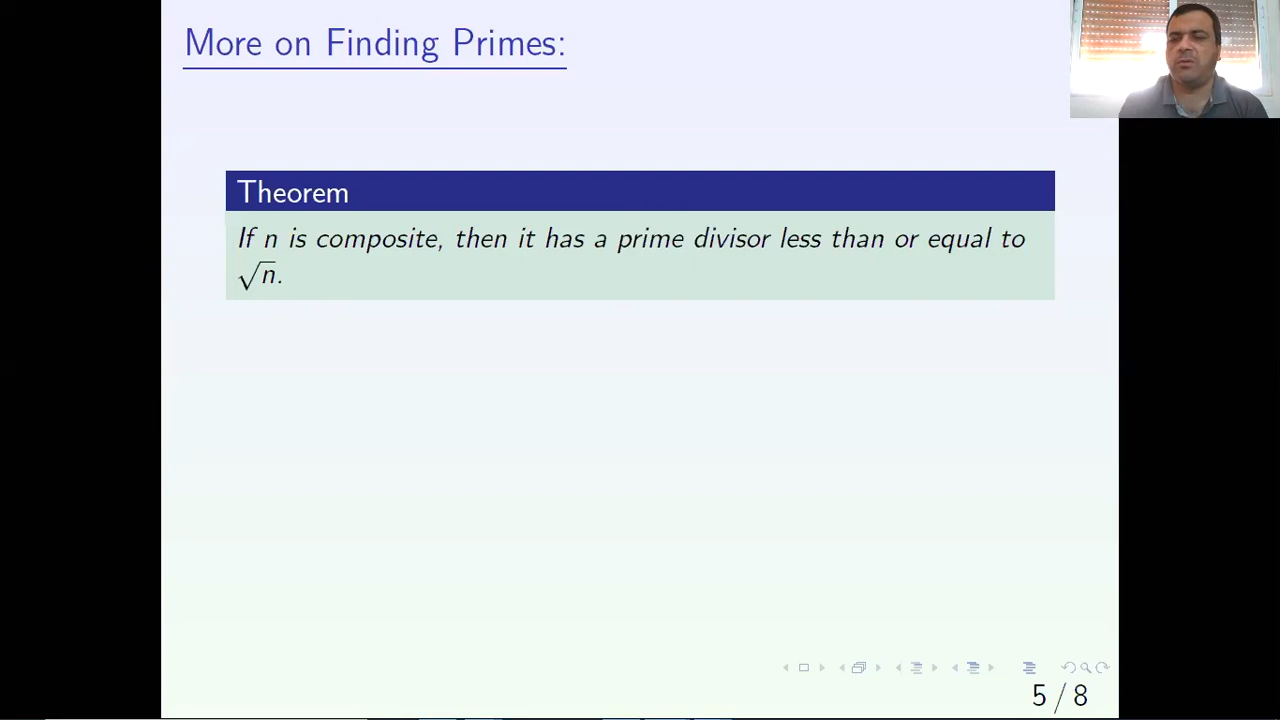 More on Finding Primes:
Theorem
If n is composite, then it has a prime divisor less than or equal to
√n.
5 / 8